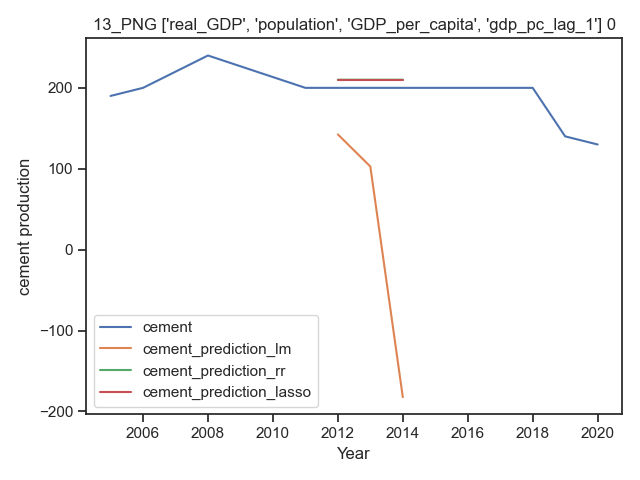 13_PNG ['real_GDP', 'population', 'GDP_per_capita', 'gdp_pc_lag_1'] 0
cement production
200
100
0
−100
−200
cement
cement_prediction_lm
cement_prediction_rr
cement_prediction_lasso
2006 2008 2010 2012 2014 2016 2018 2020
Year